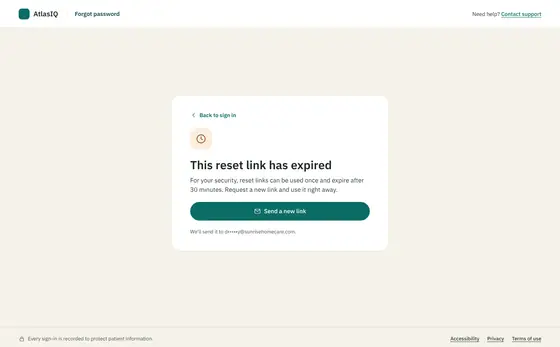 AtlasIQ
Forgot password
Need help? Contact support
Back to sign in
This reset link has expired
For your security, reset links can be used once and expire after
30 minutes. Request a new link and use it right away.
Send a new link
We'll send it to dr••••y@sunrisehomecare.com.
Every sign-in is recorded to protect patient information.
Accessibility
Privacy
Terms of use